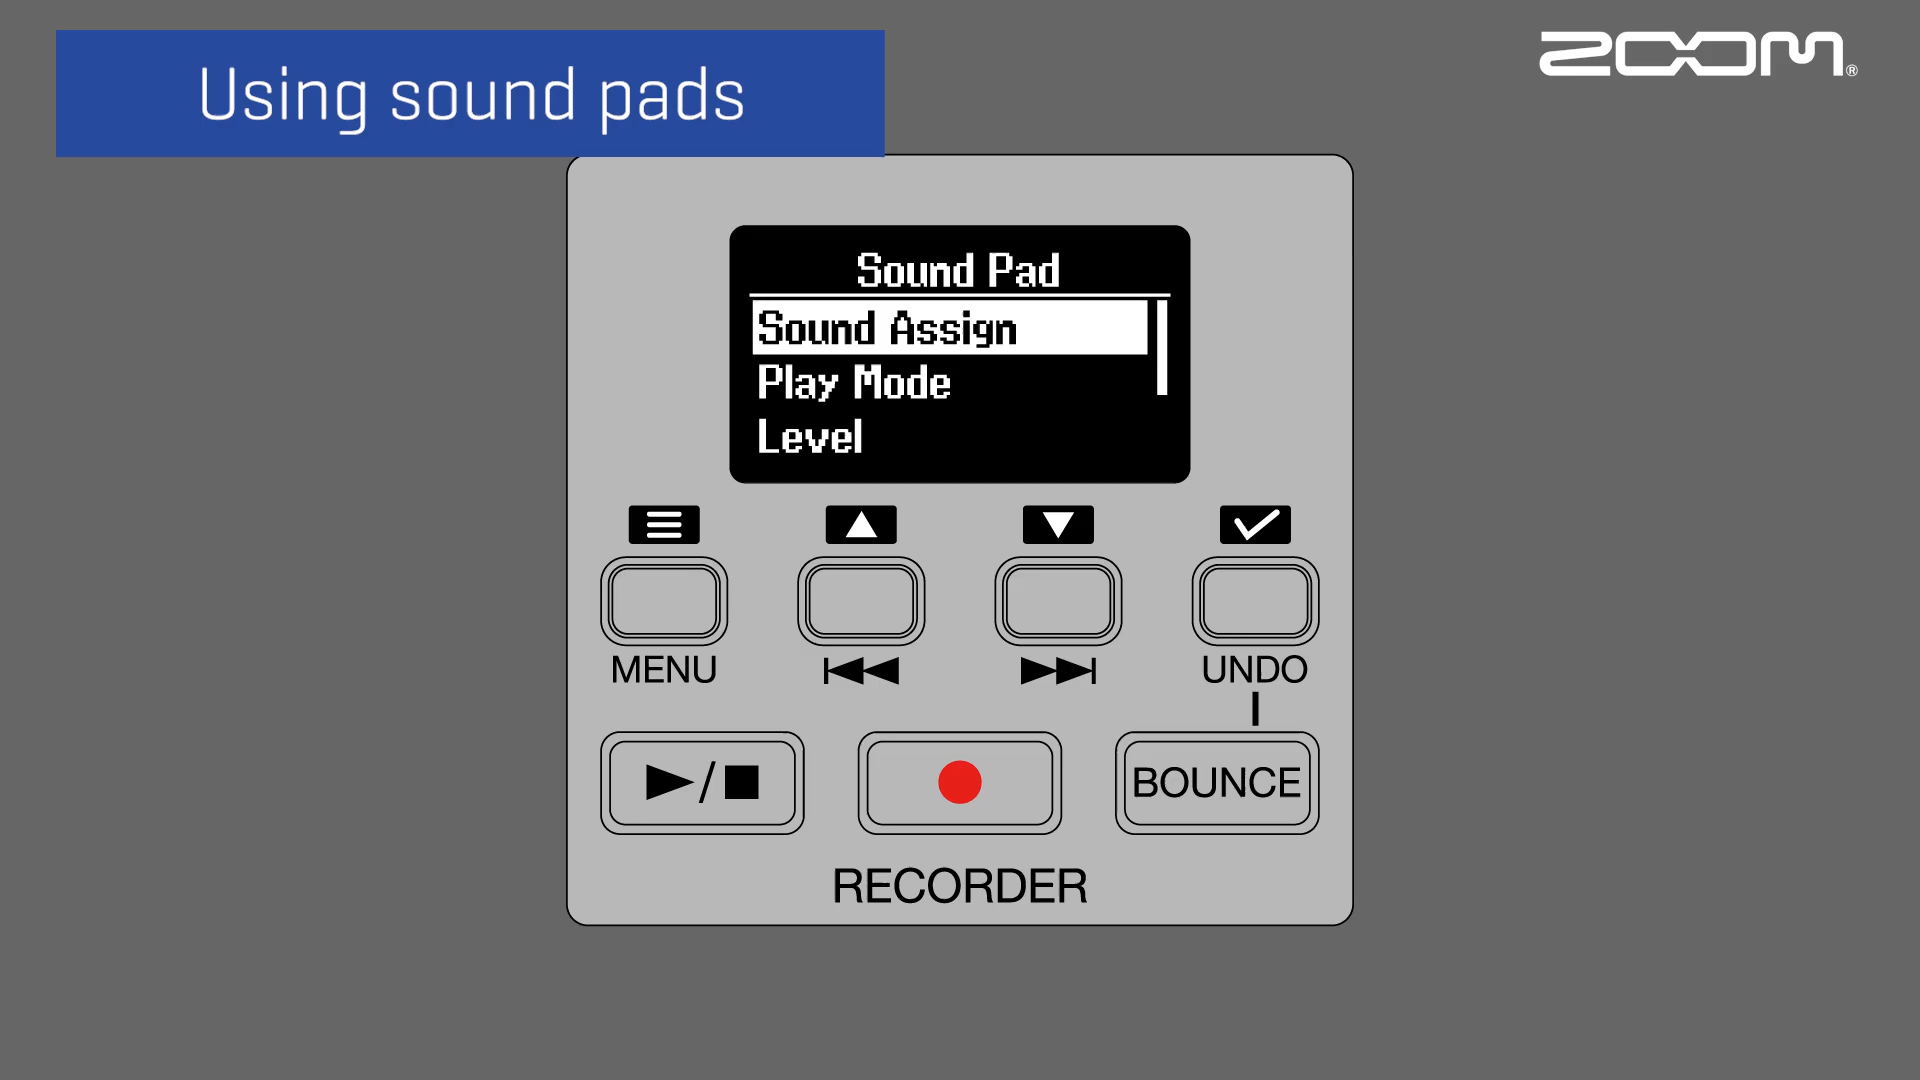 Using sound pads
ZOOM®
Sound Pad
Sound Assign
Play Mode
Level
MENU
UNDO
BOUNCE
RECORDER